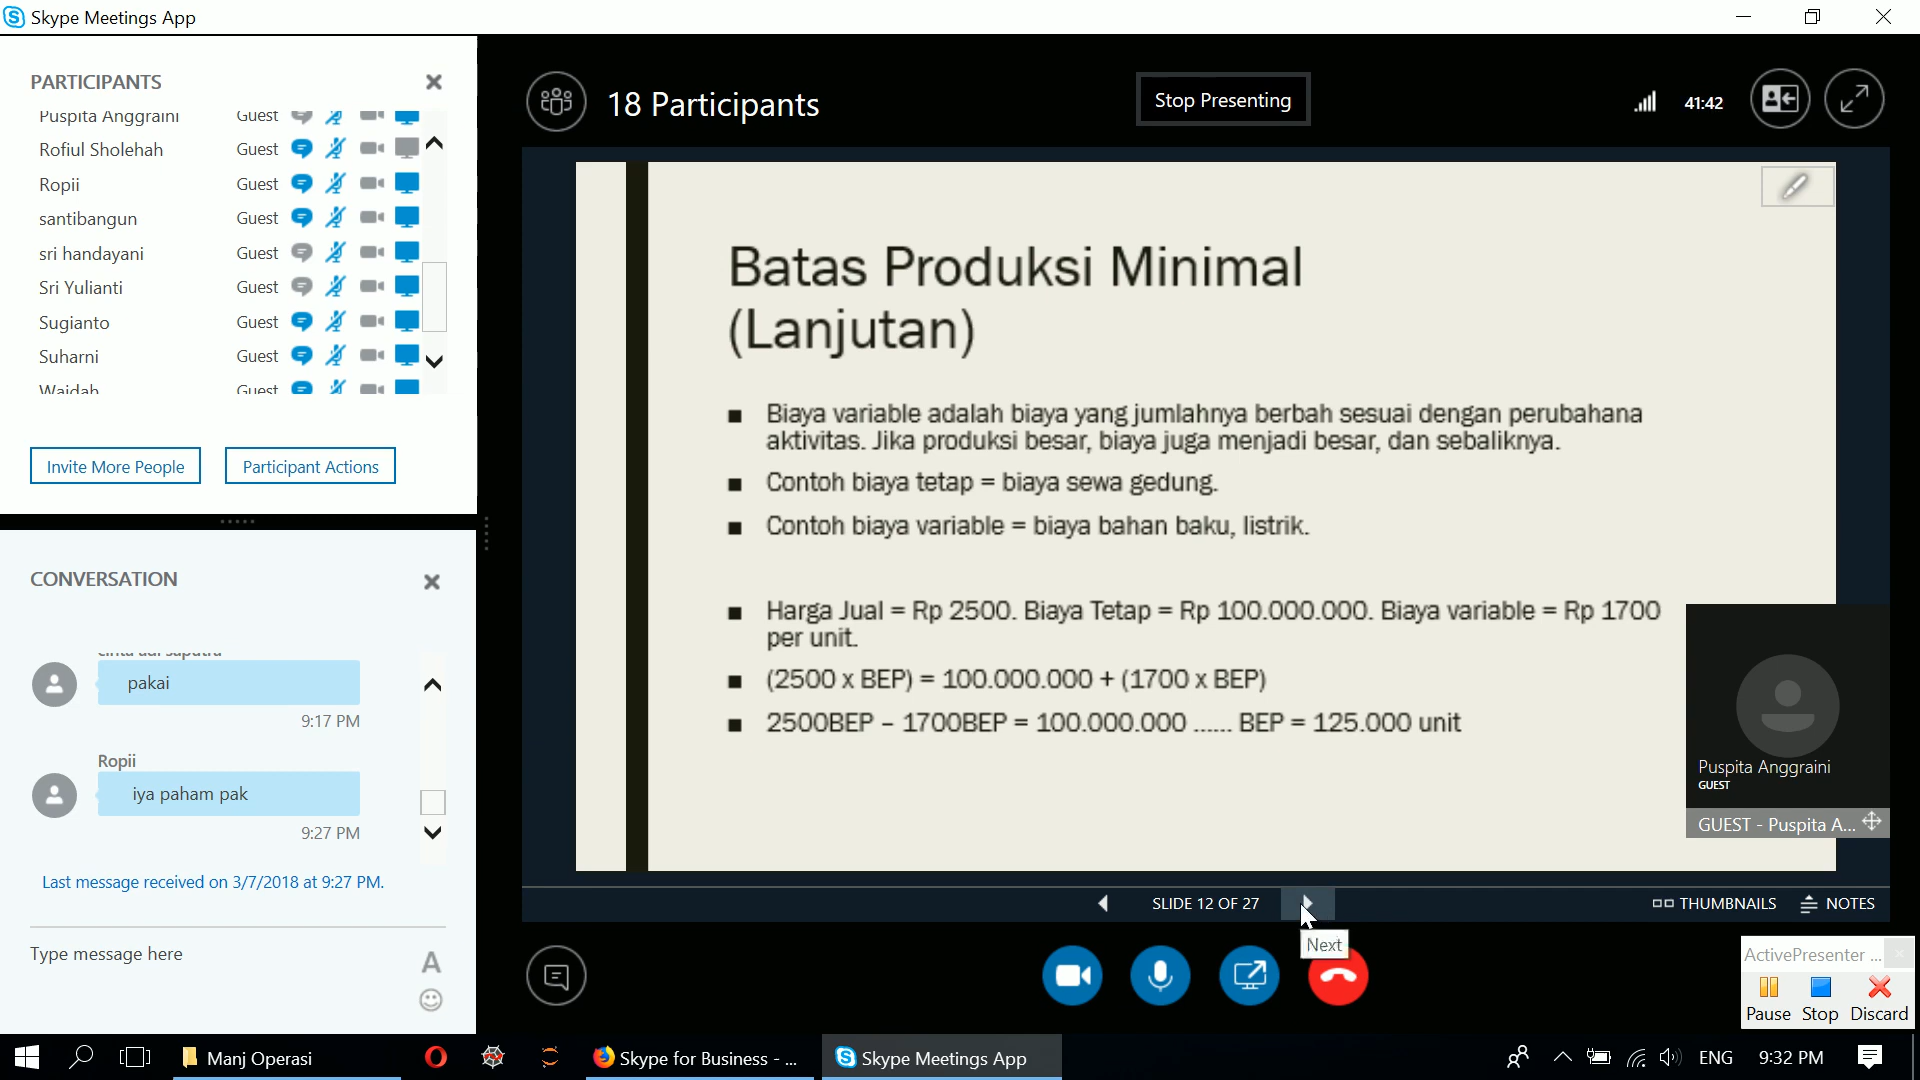 Skype Meetings App
PARTICIPANTS
Puspita Anggraini Guest
Rofiul Sholehah Guest
Ropii Guest
santibangun Guest
sri handayani Guest
Sri Yulianti Guest
Sugianto Guest
Suharni Guest
Waidah Guest
Invite More People
Participant Actions
CONVERSATION
cinta adi saputra
pakai
9:17 PM
Ropii
iya paham pak
9:27 PM
Last message received on 3/7/2018 at 9:27 PM.
Type message here
A
18 Participants
Stop Presenting
41:42
Batas Produksi Minimal
(Lanjutan)
Biaya variable adalah biaya yang jumlahnya berbah sesuai dengan perubahana
aktivitas. Jika produksi besar, biaya juga menjadi besar, dan sebaliknya.
Contoh biaya tetap = biaya sewa gedung.
Contoh biaya variable = biaya bahan baku, listrik.
Harga Jual = Rp 2500. Biaya Tetap = Rp 100.000.000. Biaya variable = Rp 1700
per unit.
(2500 x BEP) = 100.000.000 + (1700 x BEP)
2500BEP – 1700BEP = 100.000.000 ...... BEP = 125.000 unit
Puspita Anggraini
GUEST
GUEST - Puspita A...
SLIDE 12 OF 27
THUMBNAILS
NOTES
Next
ActivePresenter ...
Pause Stop Discard
Manj Operasi
Skype for Business - ...
Skype Meetings App
ENG
9:32 PM